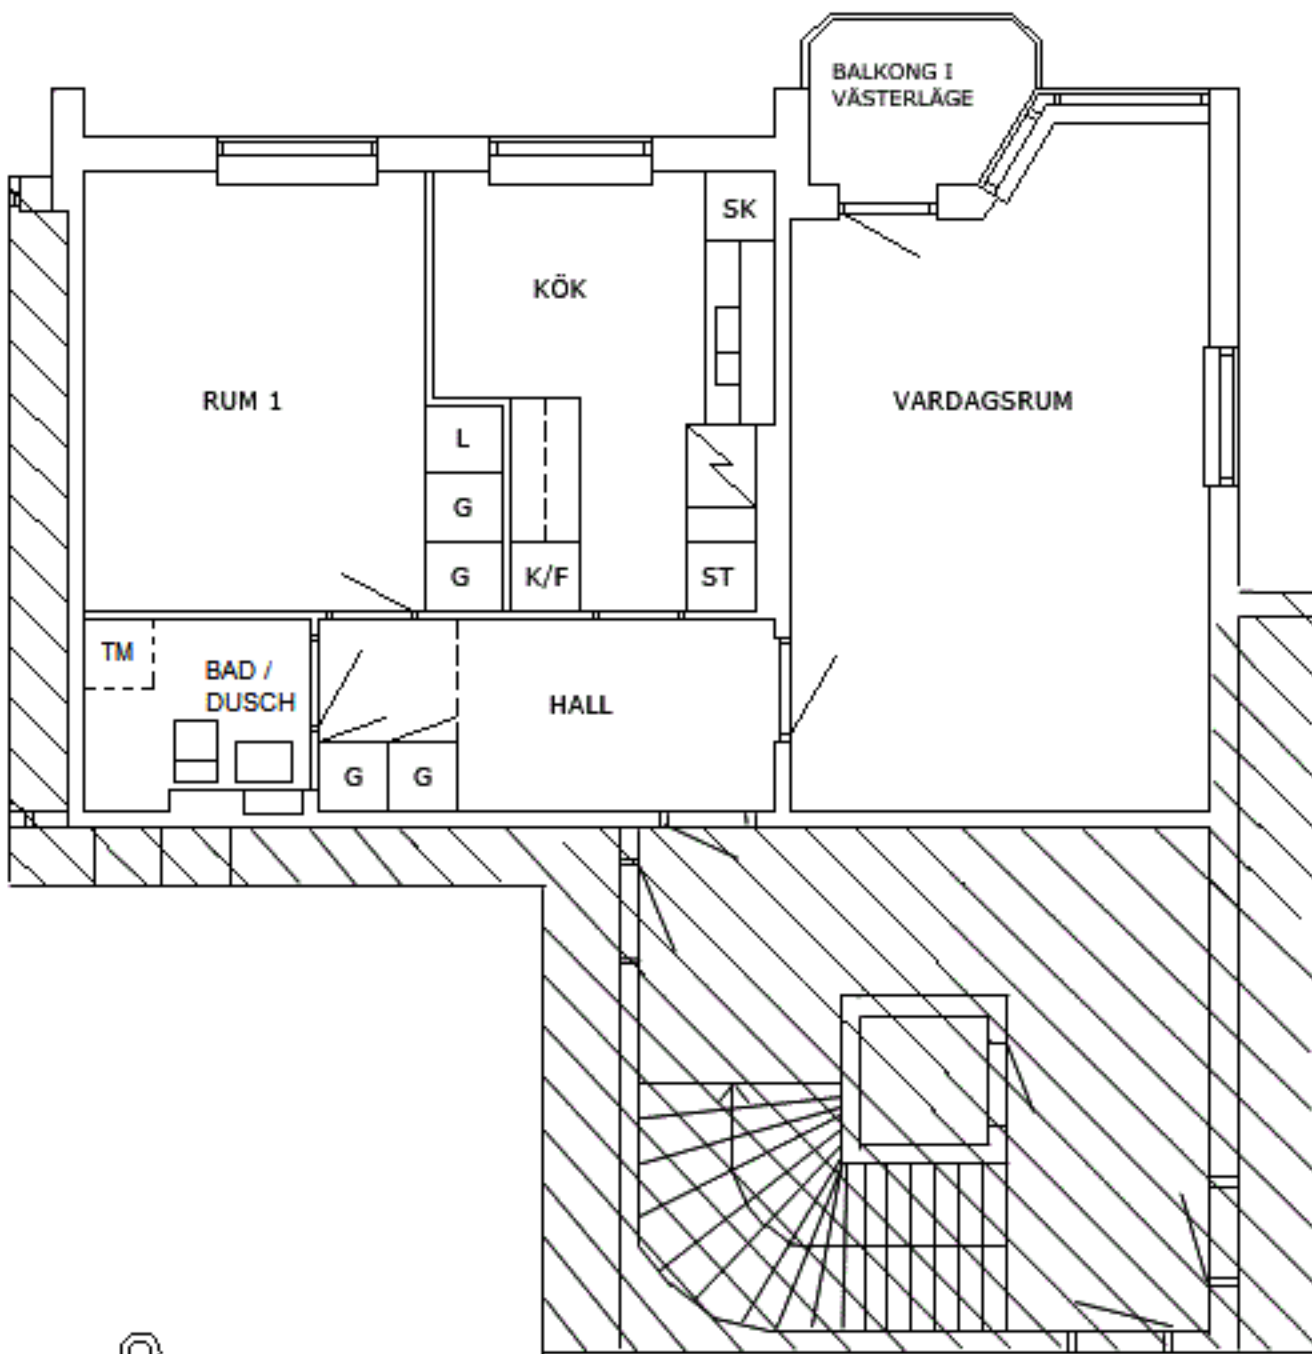 BALKONG I
VÄSTERLÄGE
SK
KÖK
RUM 1
VARDAGSRUM
L
G
G
K/F
ST
TM
BAD /
DUSCH
HALL
G
G